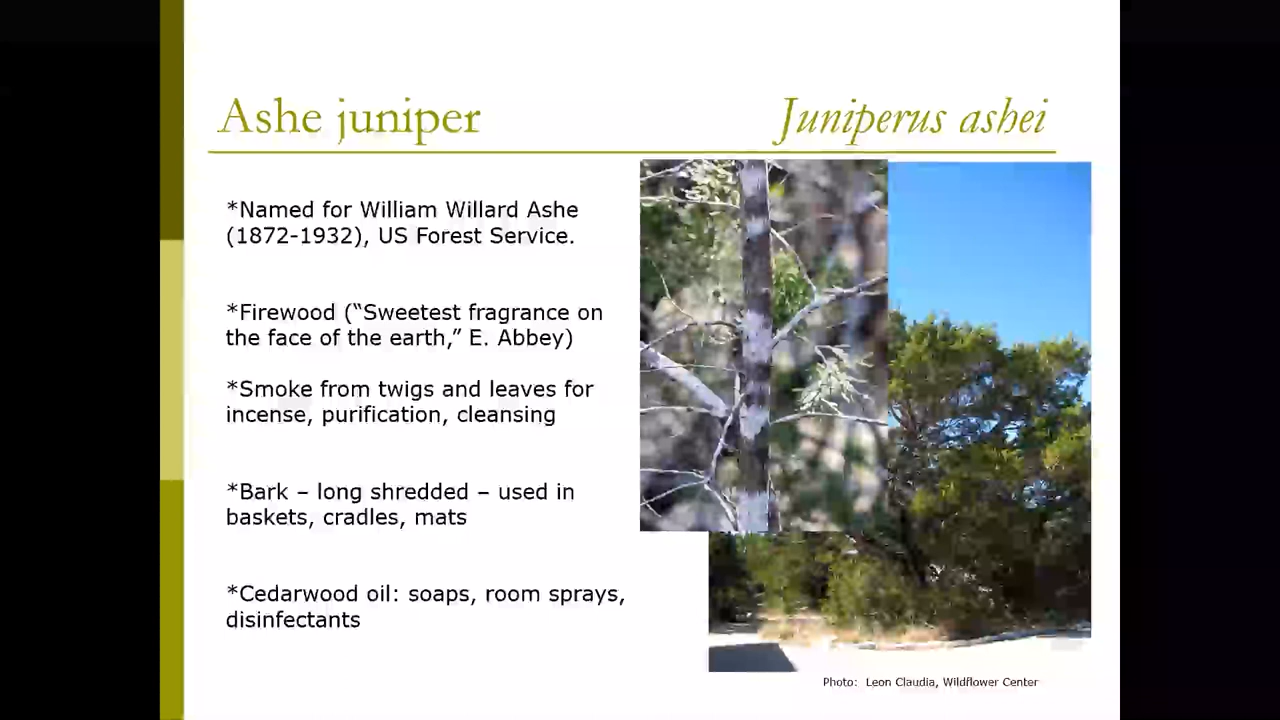 Ashe juniper Juniperus ashei
*Named for William Willard Ashe
(1872-1932), US Forest Service.
*Firewood (“Sweetest fragrance on
the face of the earth,” E. Abbey)
*Smoke from twigs and leaves for
incense, purification, cleansing
*Bark – long shredded – used in
baskets, cradles, mats
*Cedarwood oil: soaps, room sprays,
disinfectants
Photo: Leon Claudia, Wildflower Center